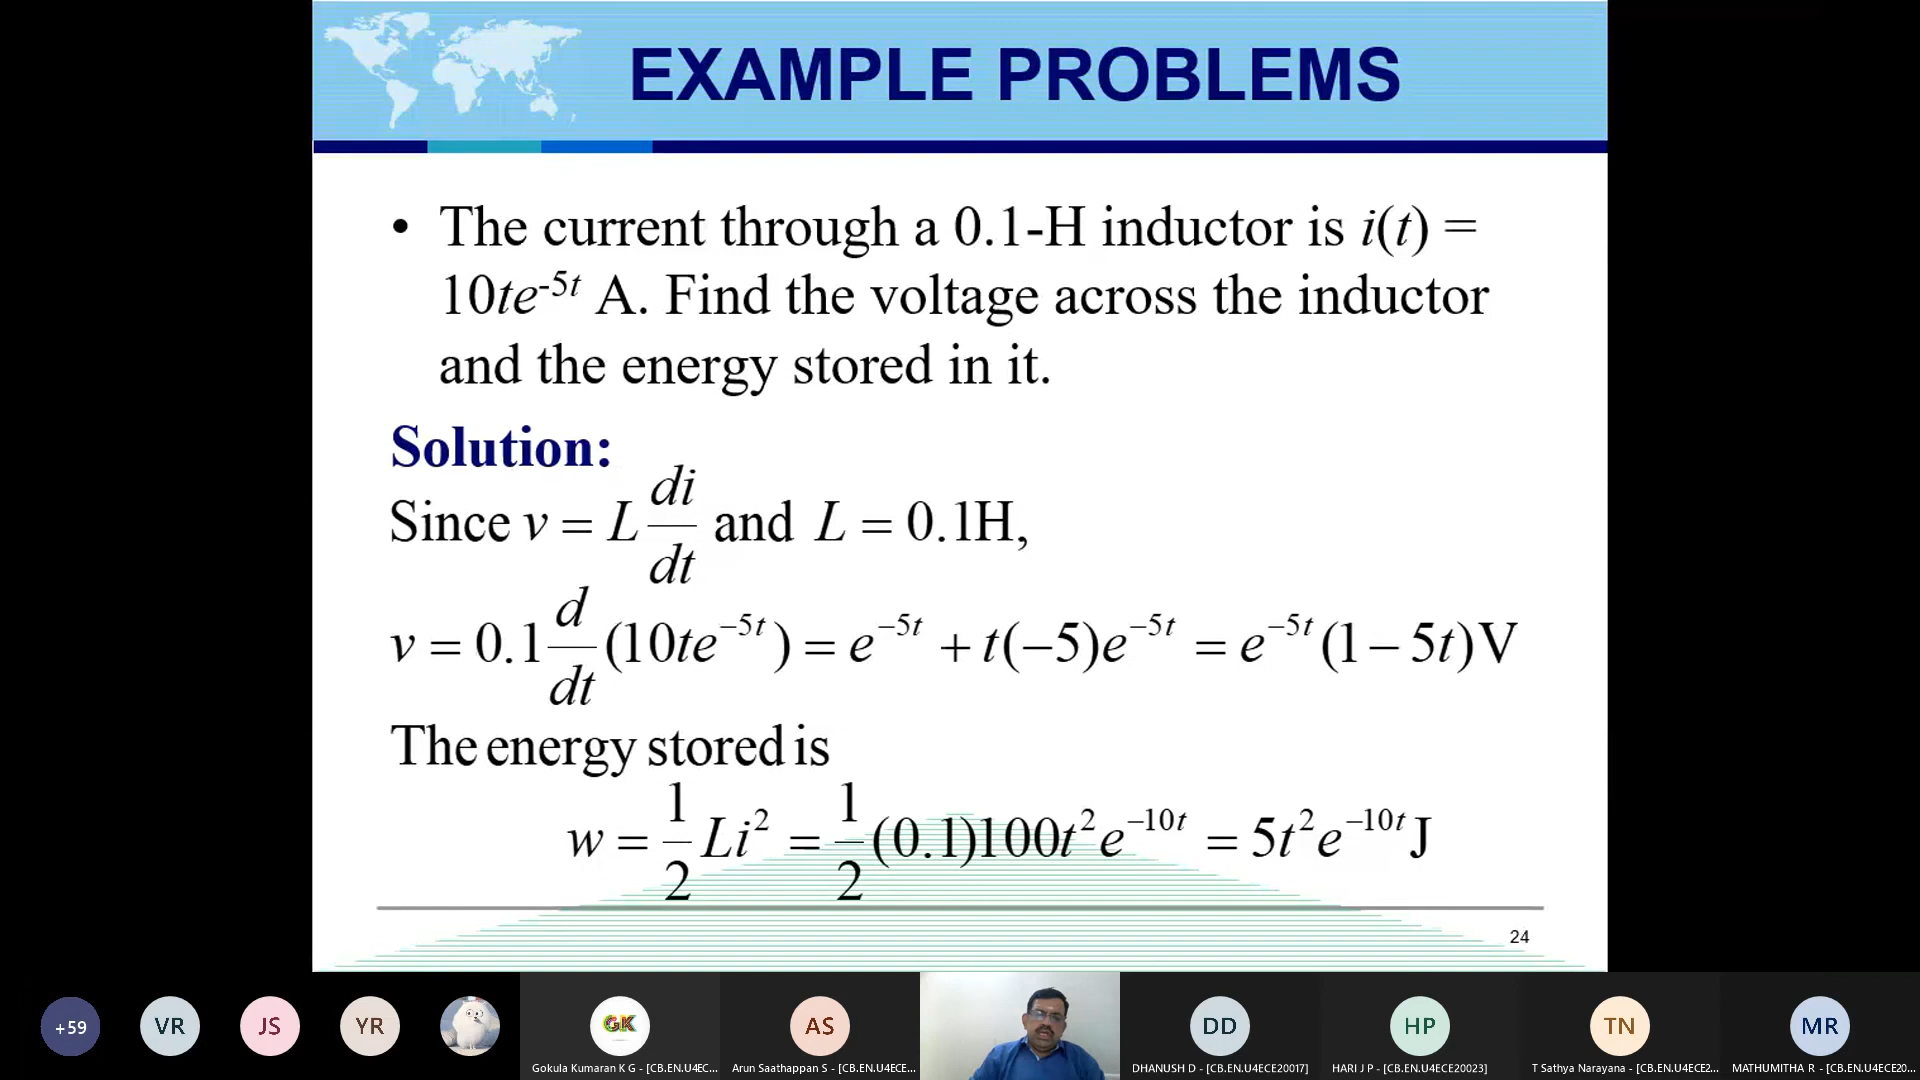 EXAMPLE PROBLEMS
• The current through a 0.1-H inductor is i(t) =
10te⁻⁵ᵗ A. Find the voltage across the inductor
and the energy stored in it.
Solution:
Since v = L di/dt and L = 0.1H,
v = 0.1 d/dt (10te⁻⁵ᵗ) = e⁻⁵ᵗ + t(−5)e⁻⁵ᵗ = e⁻⁵ᵗ(1 − 5t)V
The energy stored is
w = 1/2 Li² = 1/2 (0.1)100t²e⁻¹⁰ᵗ = 5t²e⁻¹⁰ᵗ J
24
+59 VR JS YR GK AS DD HP TN MR
Gokula Kumaran K G - [CB.EN.U4EC... Arun Saathappan S - [CB.EN.U4ECE... DHANUSH D - [CB.EN.U4ECE20017] HARI J P - [CB.EN.U4ECE20023] T Sathya Narayana - [CB.EN.U4ECE2... MATHUMITHA R - [CB.EN.U4ECE20...